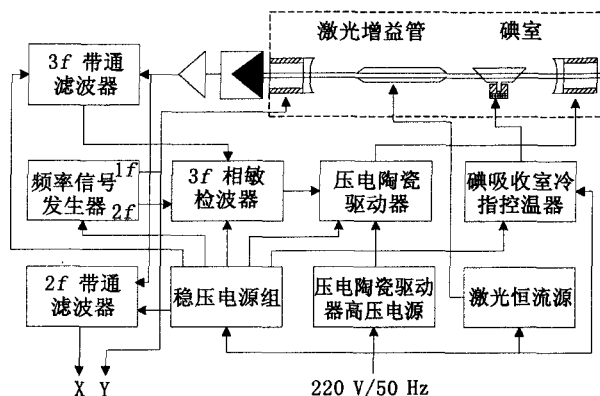 激光增益管
碘室
3f 带通
滤波器
频率信号
发生器
1f
2f
3f 相敏
检波器
压电陶瓷
驱动器
碘吸收室冷
指控温器
2f 带通
滤波器
稳压电源组
压电陶瓷驱动
器高压电源
激光恒流源
X Y
220 V/50 Hz